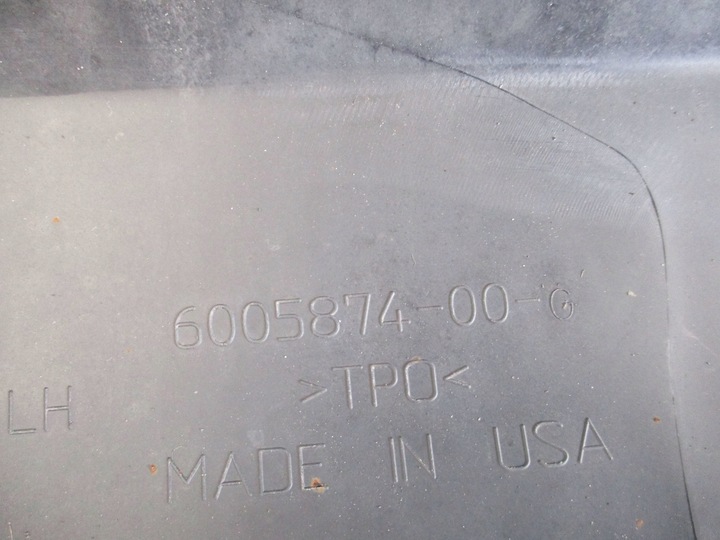 6005874-00-G
>TPO<
LH
MADE IN USA